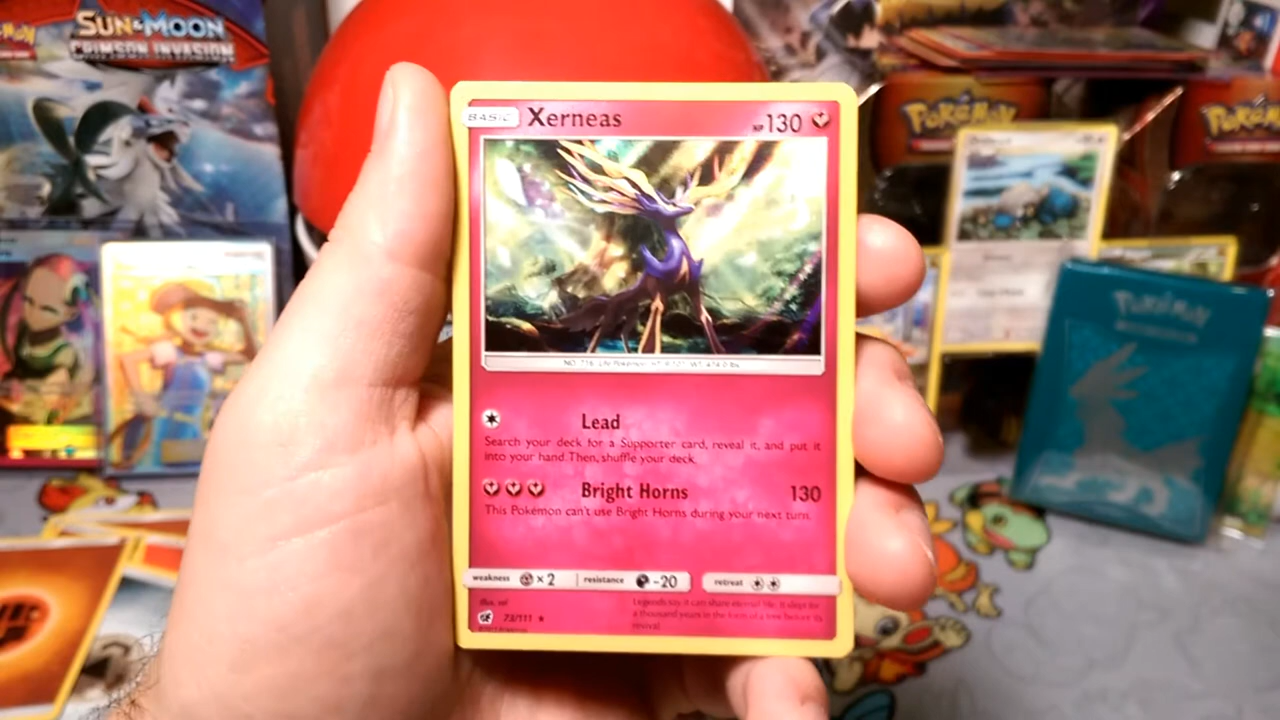 SUN & MOON
CRIMSON INVASION
BASIC Xerneas HP 130
Lead
Search your deck for a Supporter card, reveal it, and put it
into your hand. Then, shuffle your deck.
Bright Horns 130
This Pokémon can't use Bright Horns during your next turn.
weakness ×2 resistance -20 retreat
73/111
Legends say it can share eternal life. It slept for
a thousand years in the form of a tree before its
revival.
Pokémon
Pokémon
Pokémon